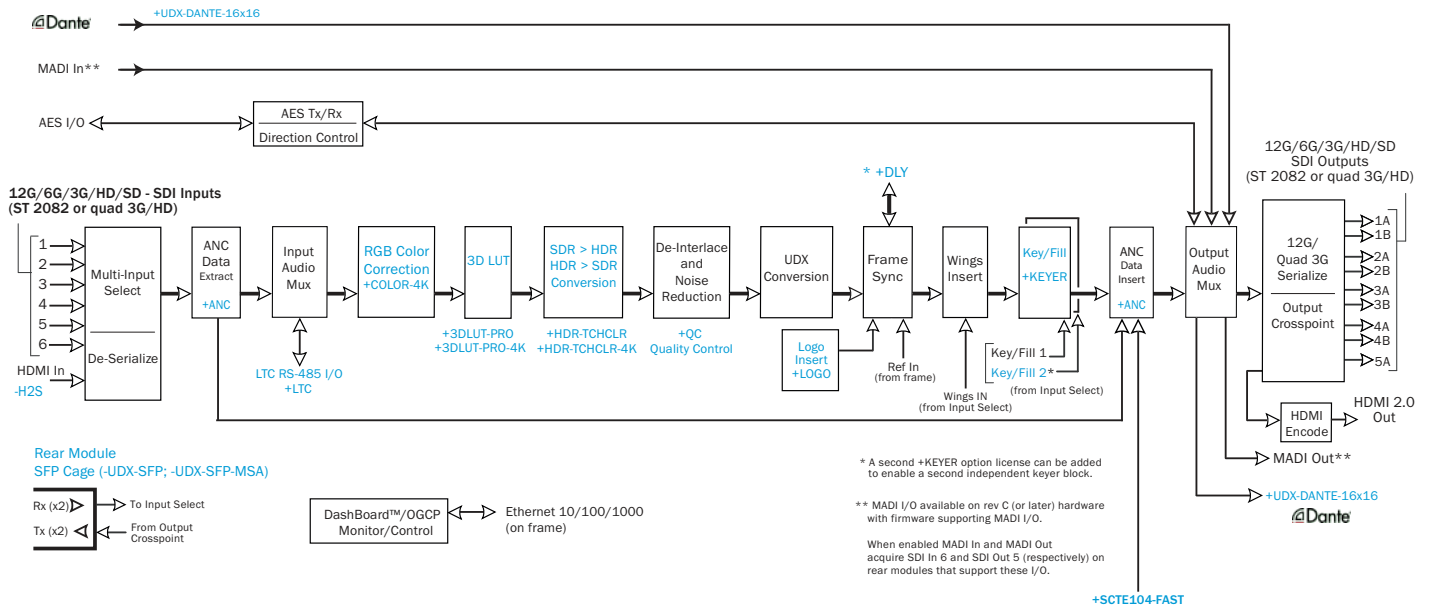 Dante®
+UDX-DANTE-16x16
MADI In**
AES I/O
AES Tx/Rx
Direction Control
12G/6G/3G/HD/SD
SDI Outputs
(ST 2082 or quad 3G/HD)
* +DLY
12G/6G/3G/HD/SD - SDI Inputs
(ST 2082 or quad 3G/HD)
1
2
3
4
5
6
HDMI In
-H2S
Multi-Input
Select
De-Serialize
ANC
Data
Extract
+ANC
Input
Audio
Mux
LTC RS-485 I/O
+LTC
RGB Color
Correction
+COLOR-4K
3D LUT
+3DLUT-PRO
+3DLUT-PRO-4K
SDR > HDR
HDR > SDR
Conversion
+HDR-TCHCLR
+HDR-TCHCLR-4K
De-Interlace
and
Noise
Reduction
+QC
Quality Control
UDX
Conversion
Logo
Insert
+LOGO
Frame
Sync
Ref In
(from frame)
Wings
Insert
Wings IN
(from Input Select)
Key/Fill
+KEYER
Key/Fill 1
Key/Fill 2*
(from Input Select)
ANC
Data
Insert
+ANC
Output
Audio
Mux
12G/
Quad 3G
Serialize
Output
Crosspoint
1A
1B
2A
2B
3A
3B
4A
4B
5A
HDMI
Encode
HDMI 2.0
Out
MADI Out**
+UDX-DANTE-16x16
Dante®
Rear Module
SFP Cage (-UDX-SFP; -UDX-SFP-MSA)
Rx (x2)
To Input Select
Tx (x2)
From Output
Crosspoint
DashBoard™/OGCP
Monitor/Control
Ethernet 10/100/1000
(on frame)
* A second +KEYER option license can be added
to enable a second independent keyer block.
** MADI I/O available on rev C (or later) hardware
with firmware supporting MADI I/O.
When enabled MADI In and MADI Out
acquire SDI In 6 and SDI Out 5 (respectively) on
rear modules that support these I/O.
+SCTE104-FAST